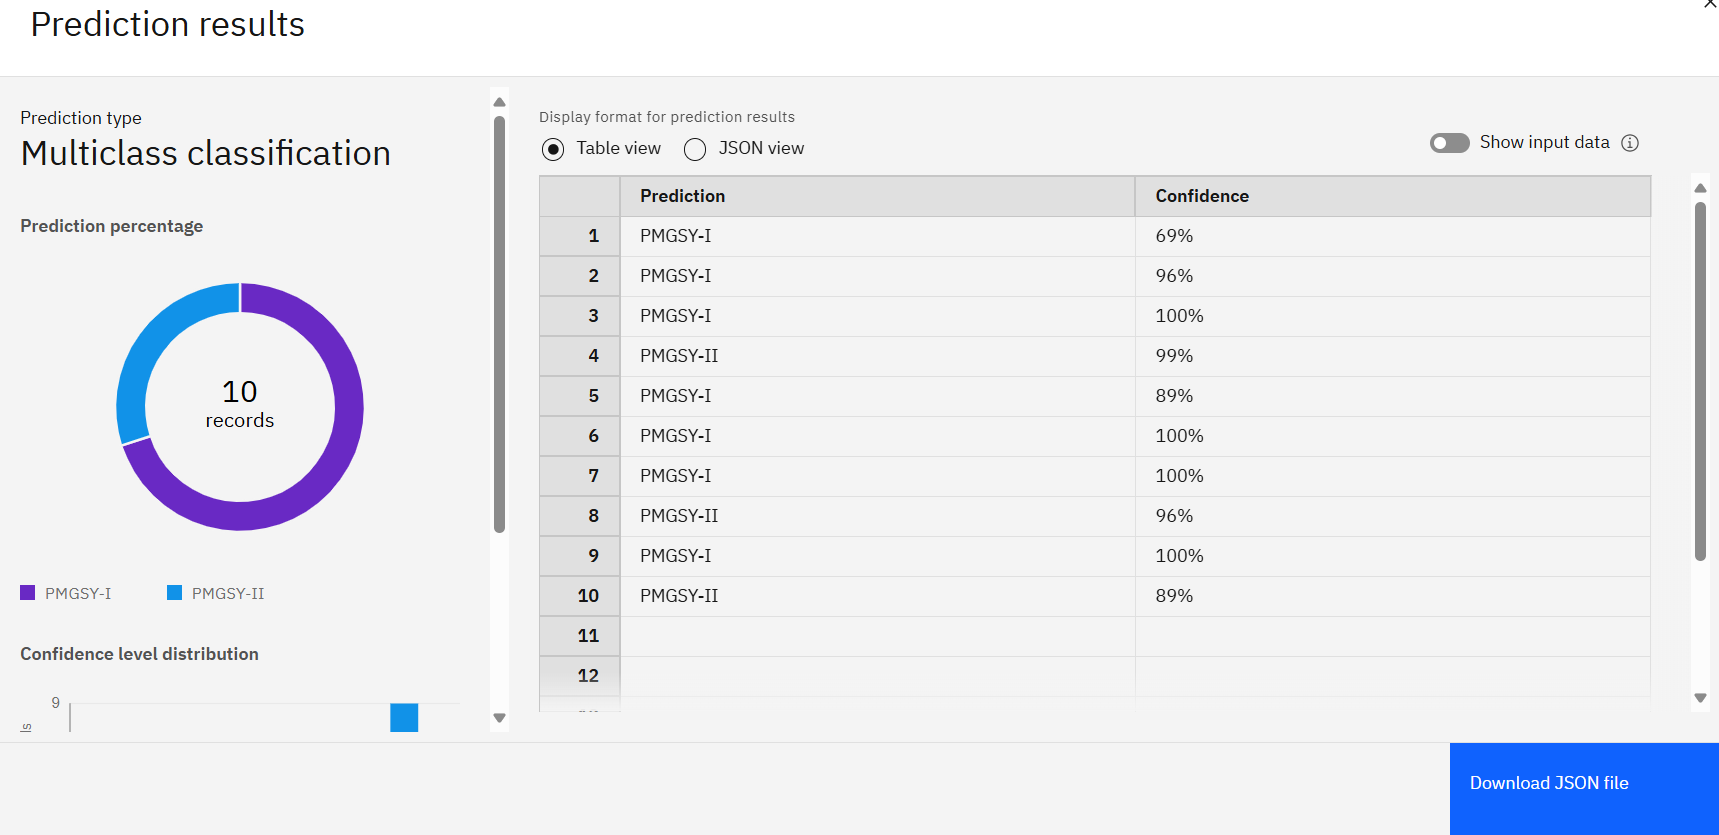 Prediction results
Prediction type
Multiclass classification
Prediction percentage
10
records
PMGSY-I PMGSY-II
Confidence level distribution
9
Display format for prediction results
Table view JSON view
Show input data
Prediction Confidence
1 PMGSY-I 69%
2 PMGSY-I 96%
3 PMGSY-I 100%
4 PMGSY-II 99%
5 PMGSY-I 89%
6 PMGSY-I 100%
7 PMGSY-I 100%
8 PMGSY-II 96%
9 PMGSY-I 100%
10 PMGSY-II 89%
11
12
Download JSON file